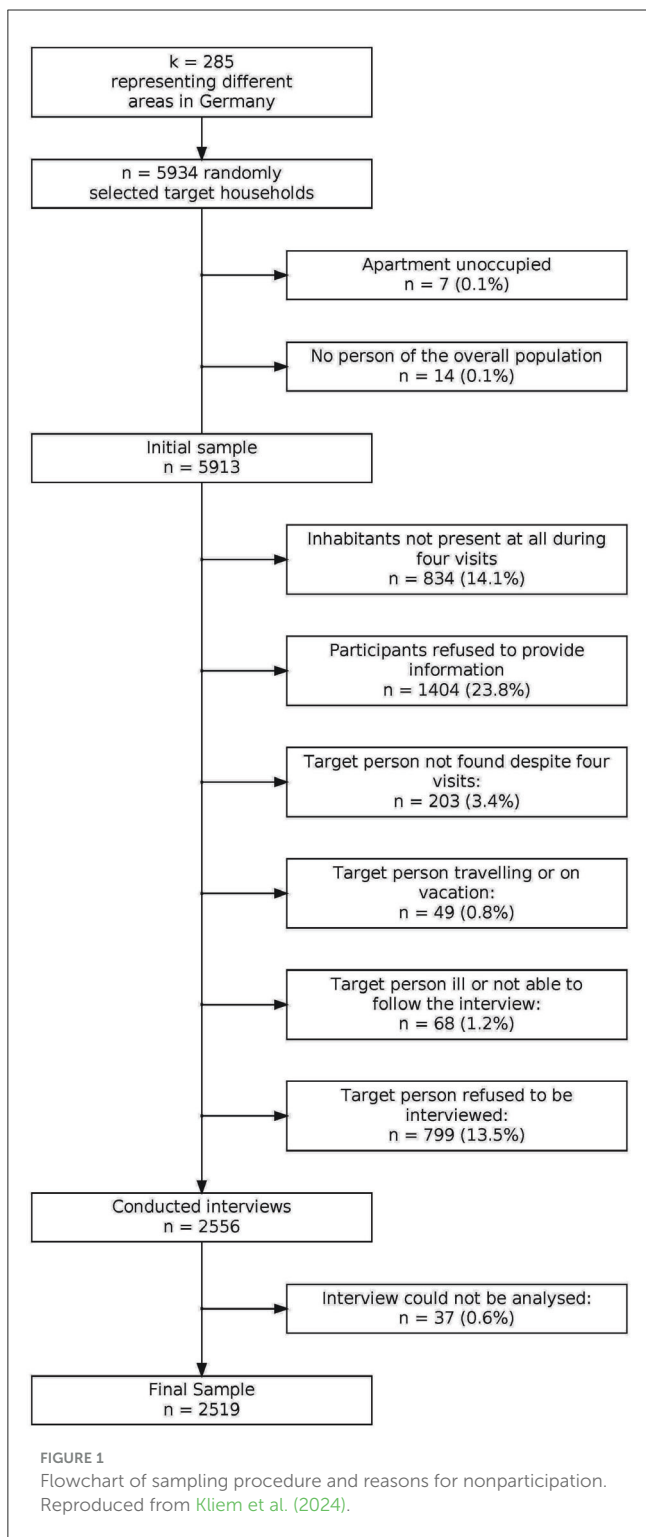 k = 285
representing different
areas in Germany
n = 5934 randomly
selected target households
Apartment unoccupied
n = 7 (0.1%)
No person of the overall population
n = 14 (0.1%)
Initial sample
n = 5913
Inhabitants not present at all during
four visits
n = 834 (14.1%)
Participants refused to provide
information
n = 1404 (23.8%)
Target person not found despite four
visits:
n = 203 (3.4%)
Target person travelling or on
vacation:
n = 49 (0.8%)
Target person ill or not able to
follow the interview:
n = 68 (1.2%)
Target person refused to be
interviewed:
n = 799 (13.5%)
Conducted interviews
n = 2556
Interview could not be analysed:
n = 37 (0.6%)
Final Sample
n = 2519
FIGURE 1
Flowchart of sampling procedure and reasons for nonparticipation.
Reproduced from Kliem et al. (2024).